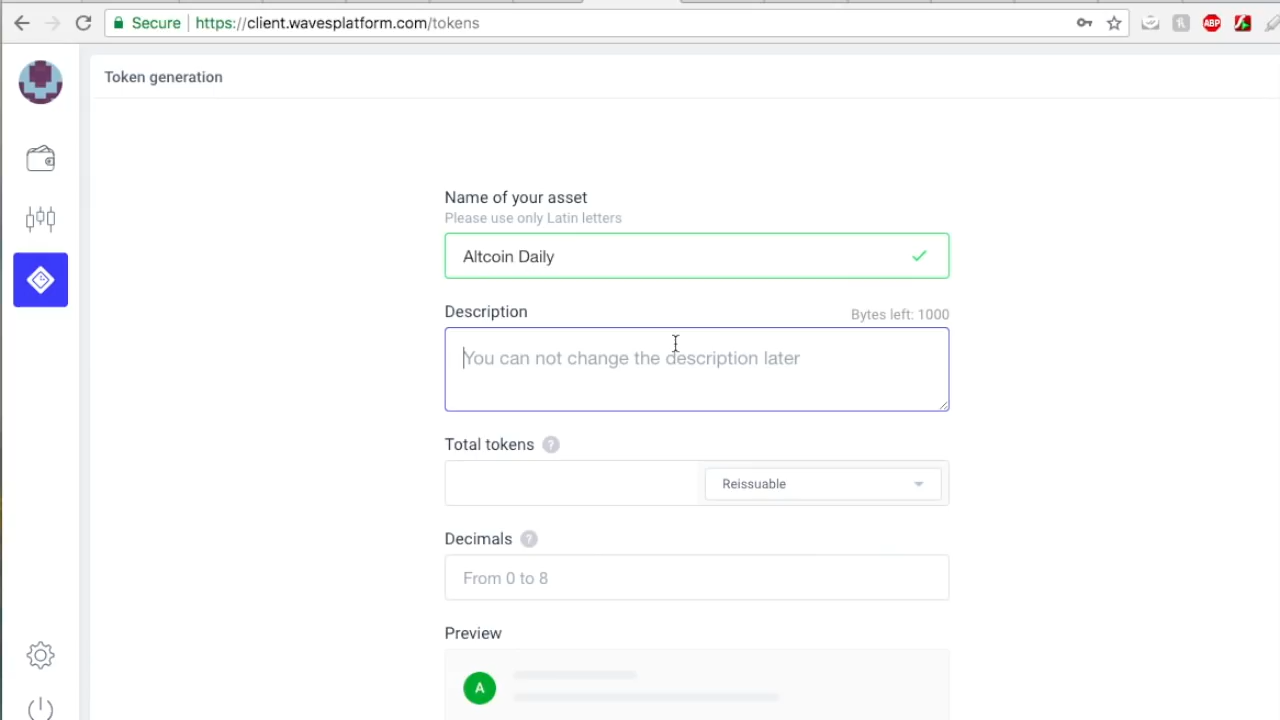 Secure
https://client.wavesplatform.com/tokens
ABP
Token generation
Name of your asset
Please use only Latin letters
Altcoin Daily
Description
Bytes left: 1000
You can not change the description later
Total tokens ?
Reissuable
Decimals ?
From 0 to 8
Preview
A